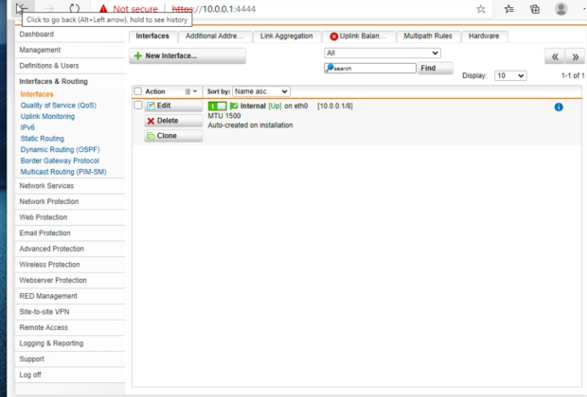 Not secure | https://10.0.0.1:4444
Click to go back (Alt+Left arrow), hold to see history
Dashboard
Management
Definitions & Users
Interfaces & Routing
Interfaces
Quality of Service (QoS)
Uplink Monitoring
IPv6
Static Routing
Dynamic Routing (OSPF)
Border Gateway Protocol
Multicast Routing (PIM-SM)
Network Services
Network Protection
Web Protection
Email Protection
Advanced Protection
Wireless Protection
Webserver Protection
RED Management
Site-to-site VPN
Remote Access
Logging & Reporting
Support
Log off
Interfaces Additional Addre... Link Aggregation Uplink Balan... Multipath Rules Hardware
+ New Interface...
All
search Find
Display: 10 1-1 of 1
Action Sort by: Name asc
Edit Internal [Up] on eth0 [10.0.0.1/8]
MTU 1500
Delete
Auto-created on installation
Clone